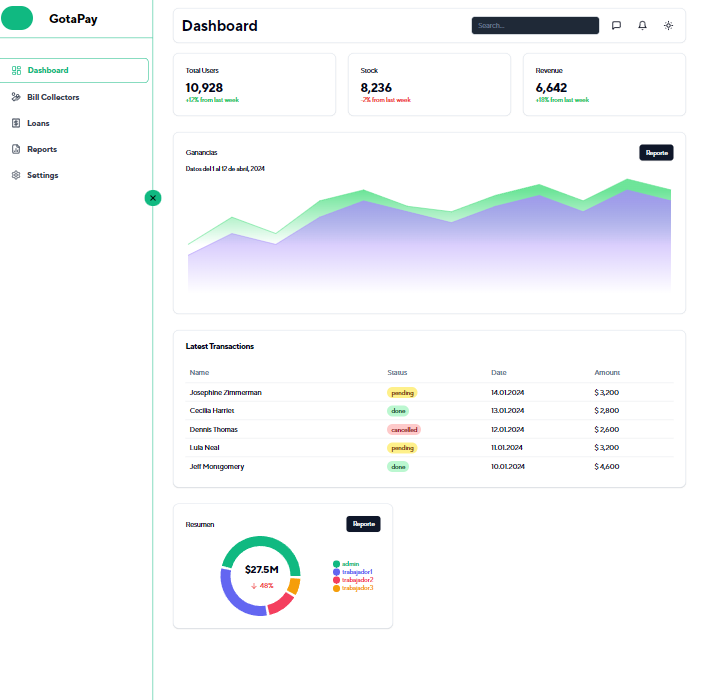 GotaPay
Dashboard
Search...
Dashboard
Bill Collectors
Loans
Reports
Settings
Total Users
10,928
+12% from last week
Stock
8,236
-2% from last week
Revenue
6,642
+18% from last week
Ganancias
Reporte
Datos del 1 al 12 de abril, 2024
Latest Transactions
Name Status Date Amount
Josephine Zimmerman pending 14.01.2024 $ 3,200
Cecilia Harries done 13.01.2024 $ 2,800
Dennis Thomas cancelled 12.01.2024 $ 2,600
Lula Neal pending 11.01.2024 $ 3,200
Jeff Montgomery done 10.01.2024 $ 4,600
Resumen
Reporte
$27.5M
↓ 48%
admin
trabajador1
trabajador2
trabajador3